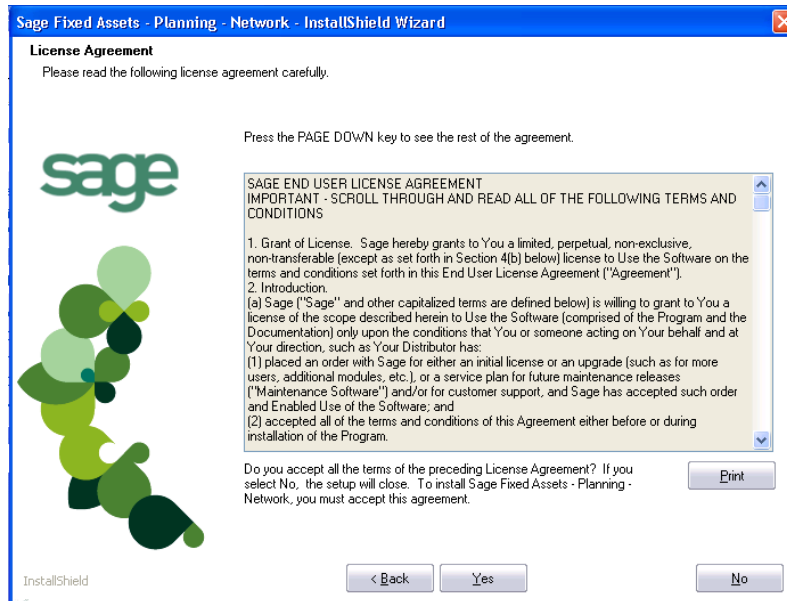 Sage Fixed Assets - Planning - Network - InstallShield Wizard
License Agreement
Please read the following license agreement carefully.
Press the PAGE DOWN key to see the rest of the agreement.
sage
SAGE END USER LICENSE AGREEMENT
IMPORTANT - SCROLL THROUGH AND READ ALL OF THE FOLLOWING TERMS AND
CONDITIONS
1. Grant of License.  Sage hereby grants to You a limited, perpetual, non-exclusive,
non-transferable (except as set forth in Section 4(b) below) license to Use the Software on the
terms and conditions set forth in this End User License Agreement ("Agreement").
2. Introduction.
(a) Sage ("Sage" and other capitalized terms are defined below) is willing to grant to You a
license of the scope described herein to Use the Software (comprised of the Program and the
Documentation) only upon the conditions that You or someone acting on Your behalf and at
Your direction, such as Your Distributor has:
(1) placed an order with Sage for either an initial license or an upgrade (such as for more
users, additional modules, etc.), or a service plan for future maintenance releases
("Maintenance Software") and/or for customer support, and Sage has accepted such order
and Enabled Use of the Software; and
(2) accepted all of the terms and conditions of this Agreement either before or during
installation of the Program.
Do you accept all the terms of the preceding License Agreement?  If you
select No,  the setup will close.  To install Sage Fixed Assets - Planning -
Network, you must accept this agreement.
Print
InstallShield
< Back
Yes
No